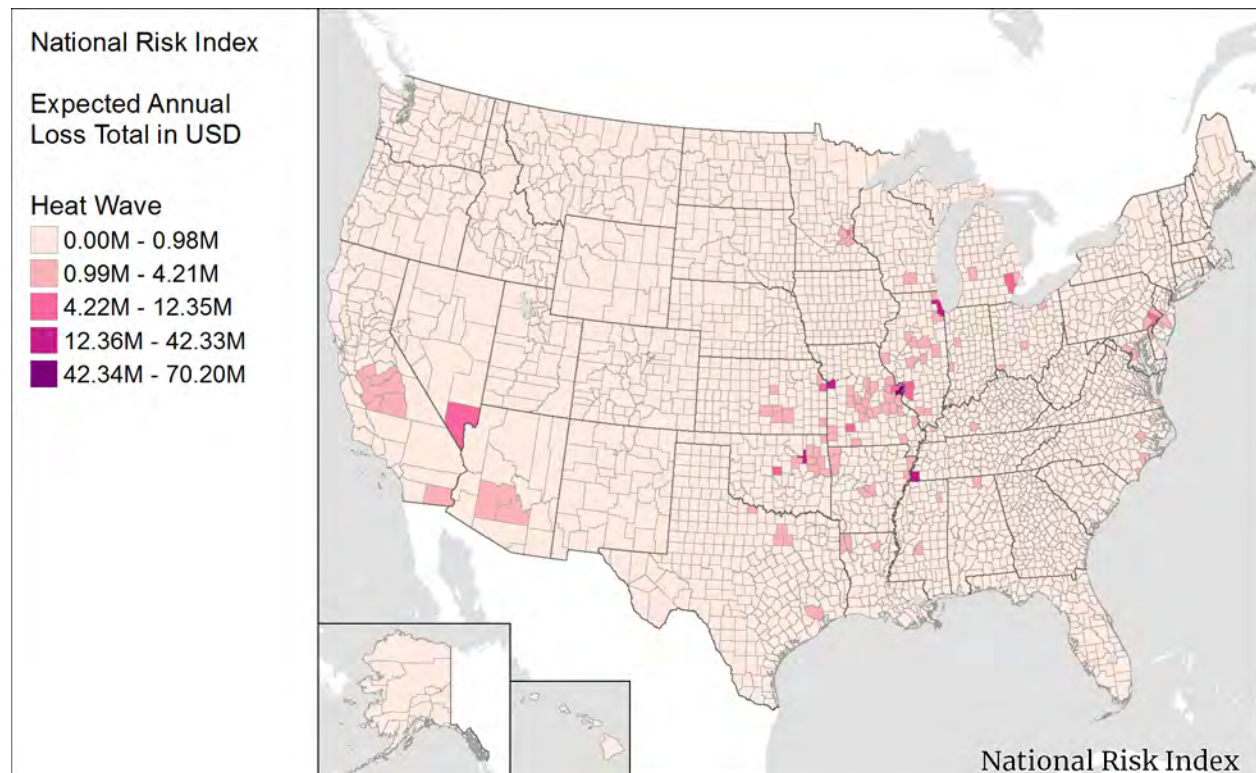 National Risk Index
Expected Annual
Loss Total in USD
Heat Wave
0.00M - 0.98M
0.99M - 4.21M
4.22M - 12.35M
12.36M - 42.33M
42.34M - 70.20M
National Risk Index